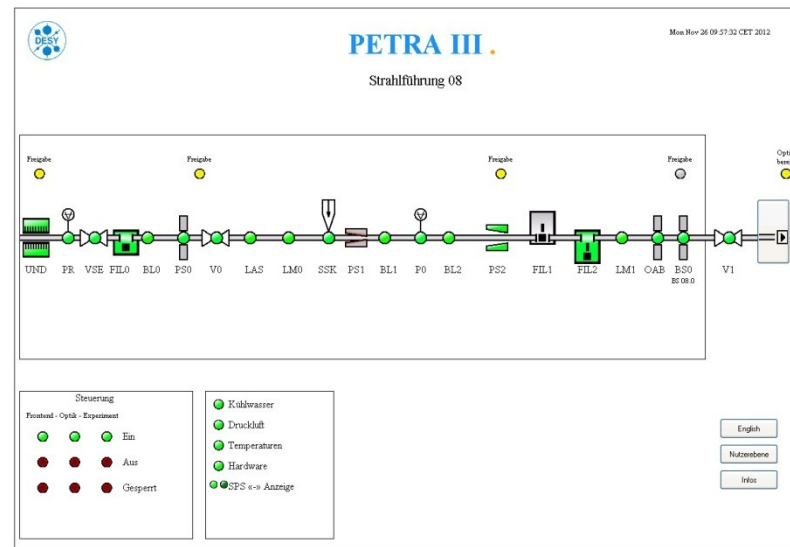 DESY
PETRA III .
Mon Nov 26 09:57:32 CET 2012
Strahlführung 08
Freigabe Freigabe Freigabe Freigabe Opti
berei
UND PR VSE FIL0 BL0 PS0 V0 LAS LM0 SSK PS1 BL1 P0 BL2 PS2 FIL1 FIL2 LM1 OAB BS0 V1
BS 08.0
Steuerung
Frontend - Optik - Experiment
Ein
Aus
Gesperrt
Kühlwasser
Druckluft
Temperaturen
Hardware
SPS «-» Anzeige
English
Nutzerebene
Infos